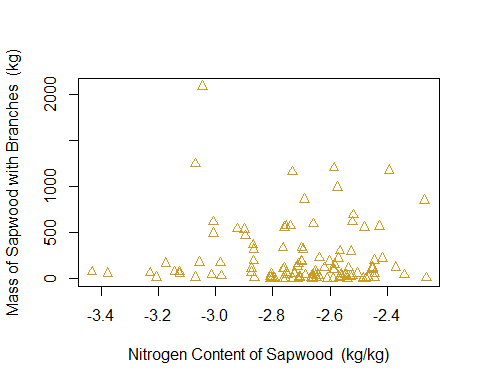 Mass of Sapwood with Branches (kg)
2000
1000
500
0
-3.4 -3.2 -3.0 -2.8 -2.6 -2.4
Nitrogen Content of Sapwood (kg/kg)